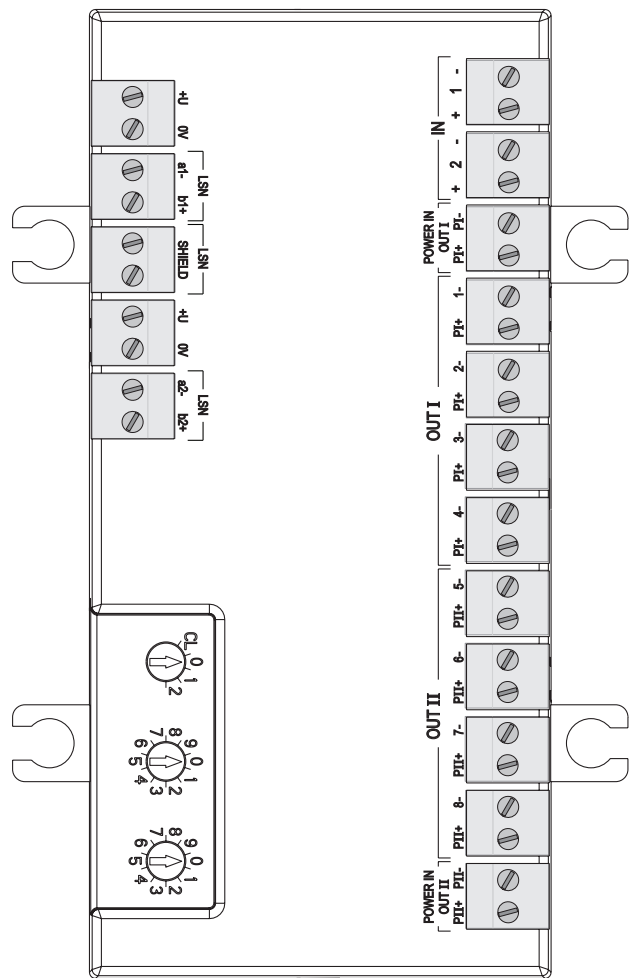 +U
0V
a1-
b1+
LSN
SHIELD
LSN
+U
0V
a2-
b2+
LSN
CL 0 1 2
0 1 2 3 4 5 6 7 8 9
0 1 2 3 4 5 6 7 8 9
IN
- 1 +
- 2 +
POWER IN
OUT I
PI-
PI+
OUT I
1-
PI+
2-
PI+
3-
PI+
4-
PI+
OUT II
5-
PII+
6-
PII+
7-
PII+
8-
PII+
POWER IN
OUT II
PII-
PII+